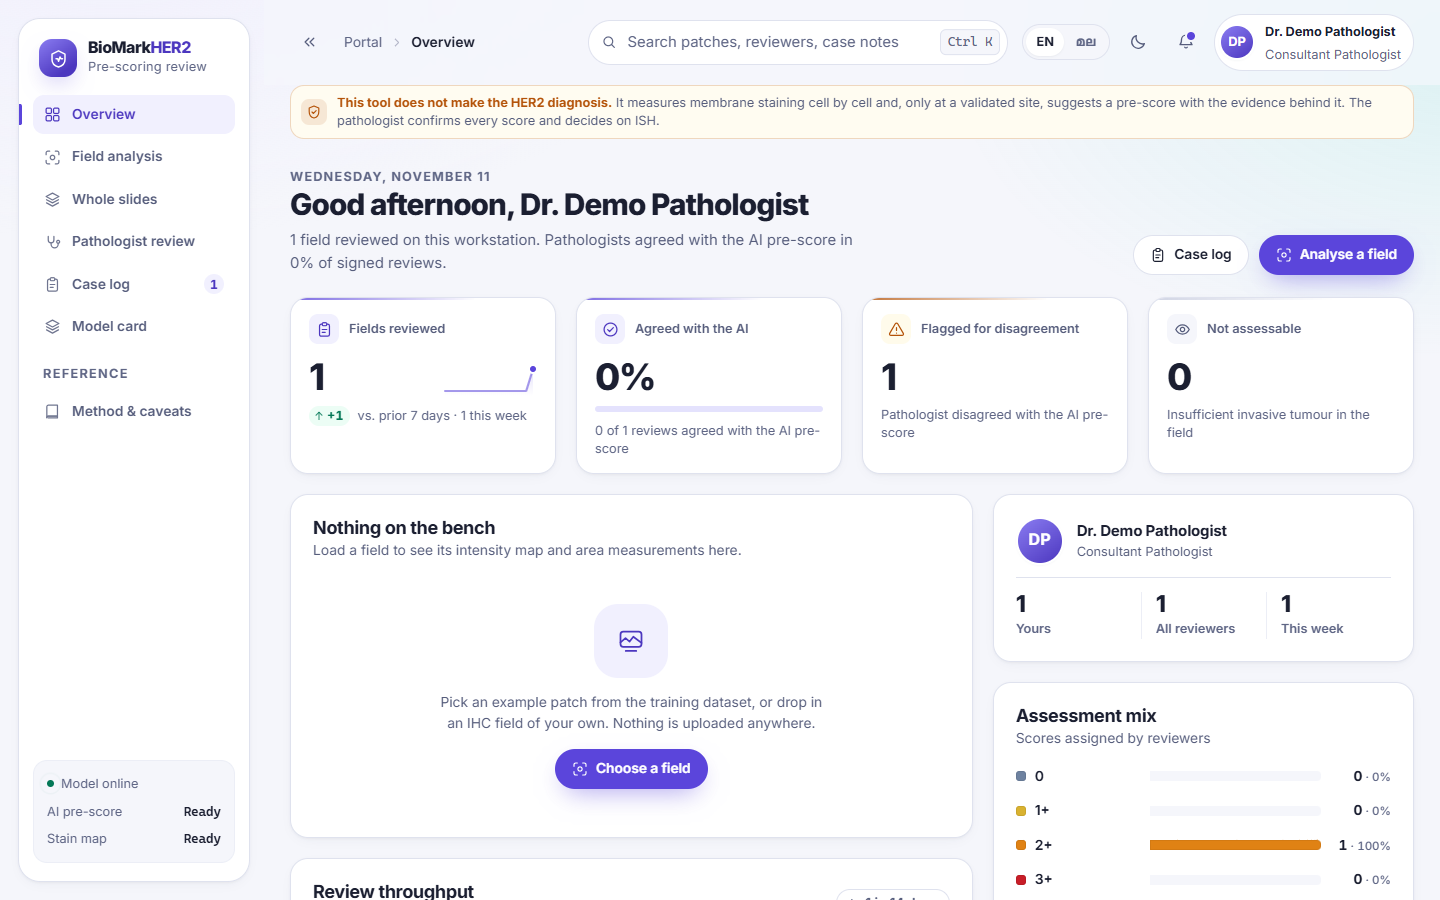 BioMarkHER2
Pre-scoring review
Overview
Field analysis
Whole slides
Pathologist review
Case log
1
Model card
REFERENCE
Method & caveats
Model online
AI pre-score
Ready
Stain map
Ready
Portal
Overview
Search patches, reviewers, case notes
Ctrl K
EN
മല
DP
Dr. Demo Pathologist
Consultant Pathologist
This tool does not make the HER2 diagnosis. It measures membrane staining cell by cell and, only at a validated site, suggests a pre-score with the evidence behind it. The
pathologist confirms every score and decides on ISH.
WEDNESDAY, NOVEMBER 11
Good afternoon, Dr. Demo Pathologist
1 field reviewed on this workstation. Pathologists agreed with the AI pre-score in
0% of signed reviews.
Case log
Analyse a field
Fields reviewed
1
+1 vs. prior 7 days · 1 this week
Agreed with the AI
0%
0 of 1 reviews agreed with the AI pre-
score
Flagged for disagreement
1
Pathologist disagreed with the AI pre-
score
Not assessable
0
Insufficient invasive tumour in the
field
Nothing on the bench
Load a field to see its intensity map and area measurements here.
Pick an example patch from the training dataset, or drop in
an IHC field of your own. Nothing is uploaded anywhere.
Choose a field
Review throughput
DP
Dr. Demo Pathologist
Consultant Pathologist
1
Yours
1
All reviewers
1
This week
Assessment mix
Scores assigned by reviewers
0
0 · 0%
1+
0 · 0%
2+
1 · 100%
3+
0 · 0%